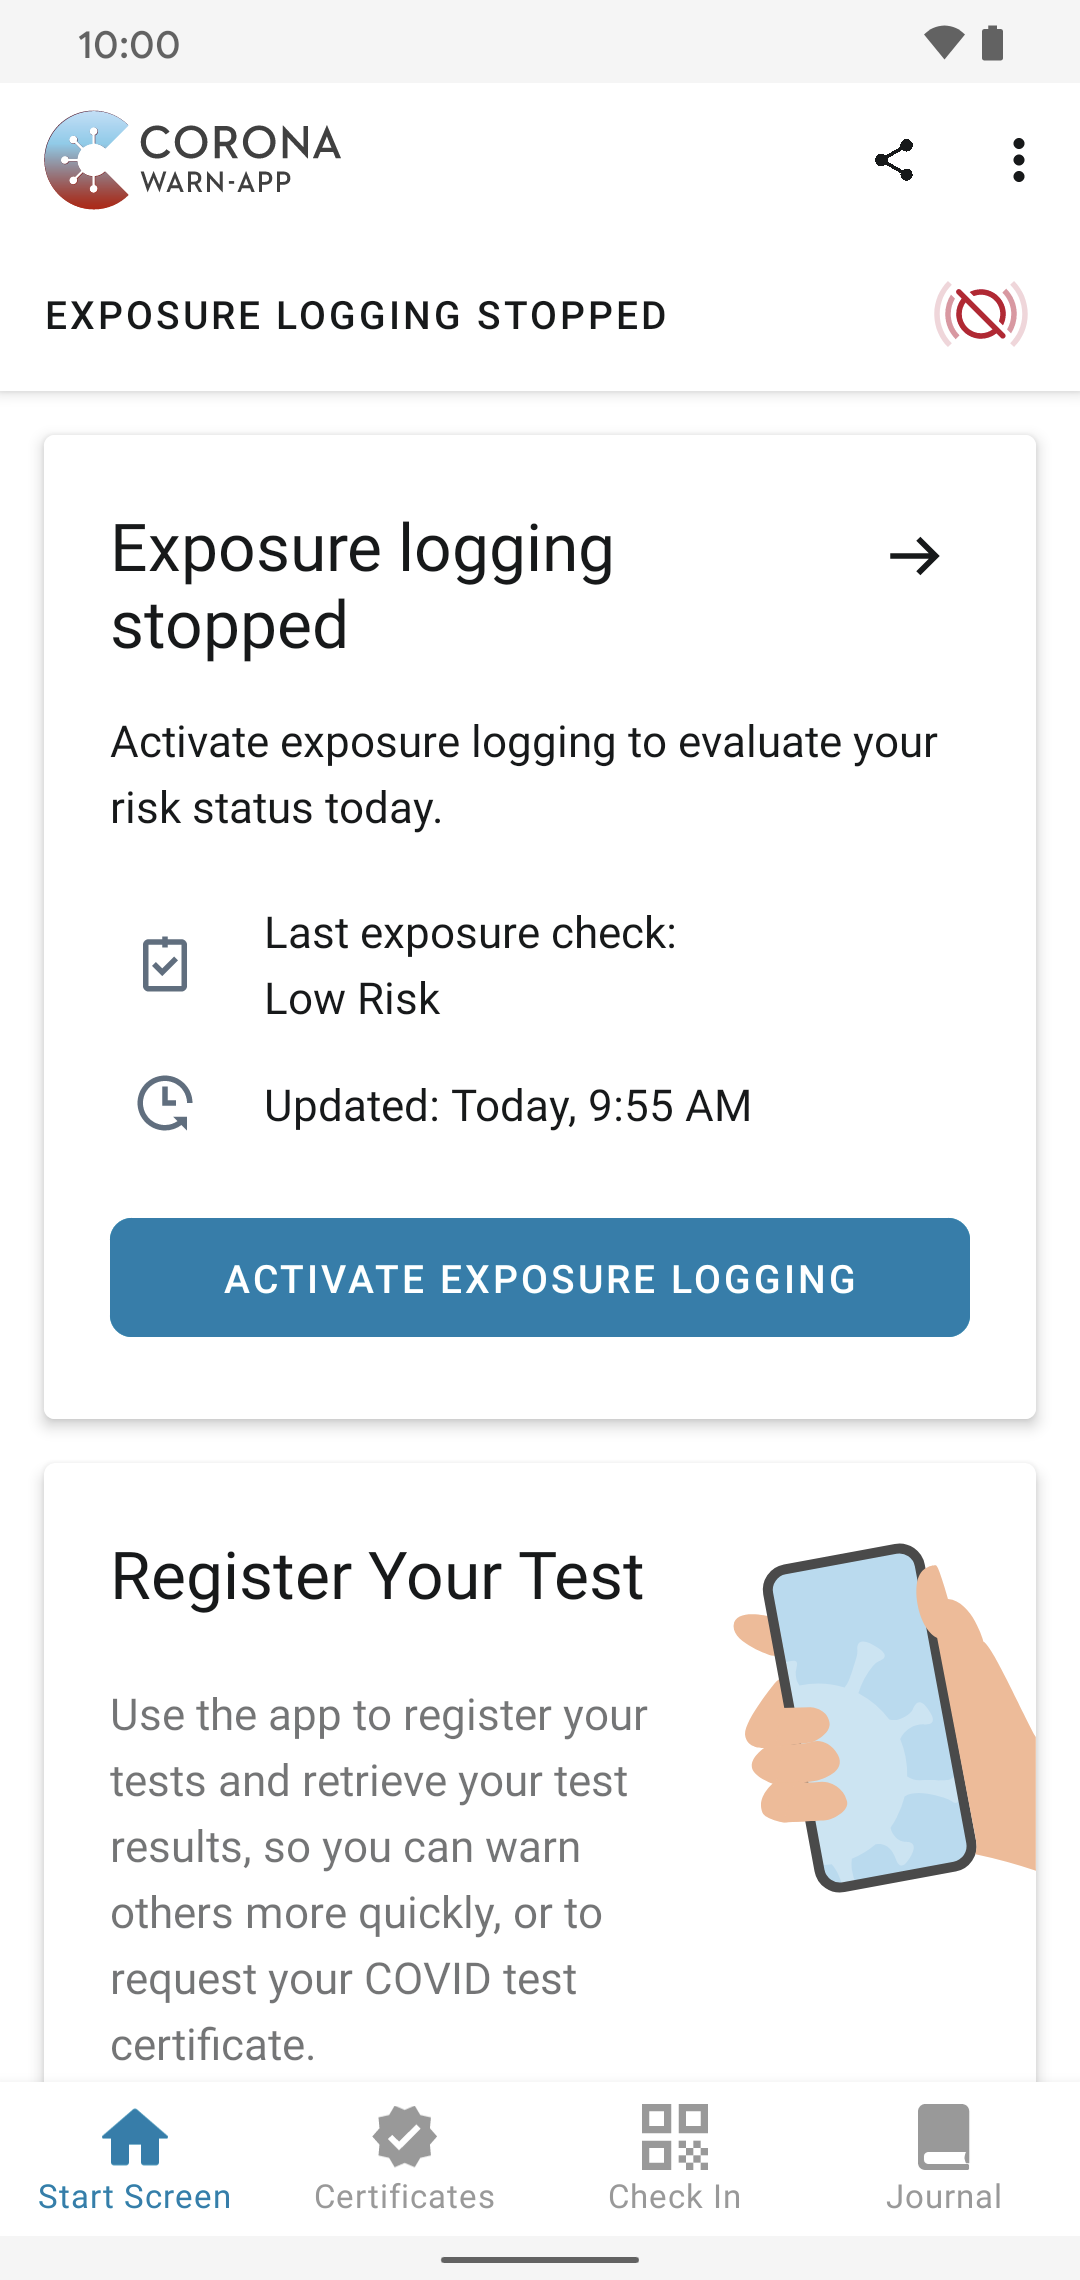 10:00
CORONA
WARN-APP
EXPOSURE LOGGING STOPPED
Exposure logging
stopped
Activate exposure logging to evaluate your
risk status today.
Last exposure check:
Low Risk
Updated: Today, 9:55 AM
ACTIVATE EXPOSURE LOGGING
Register Your Test
Use the app to register your
tests and retrieve your test
results, so you can warn
others more quickly, or to
request your COVID test
certificate.
Start Screen
Certificates
Check In
Journal